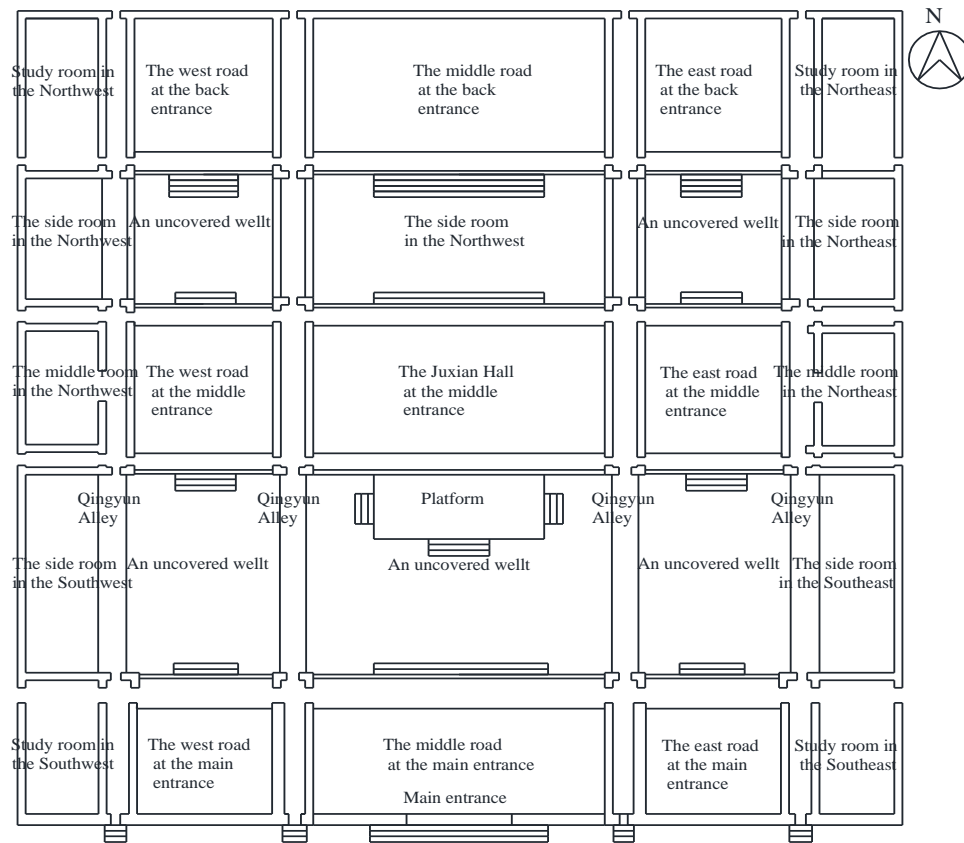 N
Study room in
the Northwest
The west road
at the back
entrance
The middle road
at the back
entrance
The east road
at the back
entrance
Study room in
the Northeast
The side room
in the Northwest
An uncovered wellt
The side room
in the Northwest
An uncovered wellt
The side room
in the Northeast
The middle room
in the Northwest
The west road
at the middle
entrance
The Juxian Hall
at the middle
entrance
The east road
at the middle
entrance
The middle room
in the Northeast
Qingyun
Alley
Qingyun
Alley
Platform
Qingyun
Alley
Qingyun
Alley
The side room
in the Southwest
An uncovered wellt
An uncovered wellt
An uncovered wellt
The side room
in the Southeast
Study room in
the Southwest
The west road
at the main
entrance
The middle road
at the main entrance
Main entrance
The east road
at the main
entrance
Study room in
the Southeast